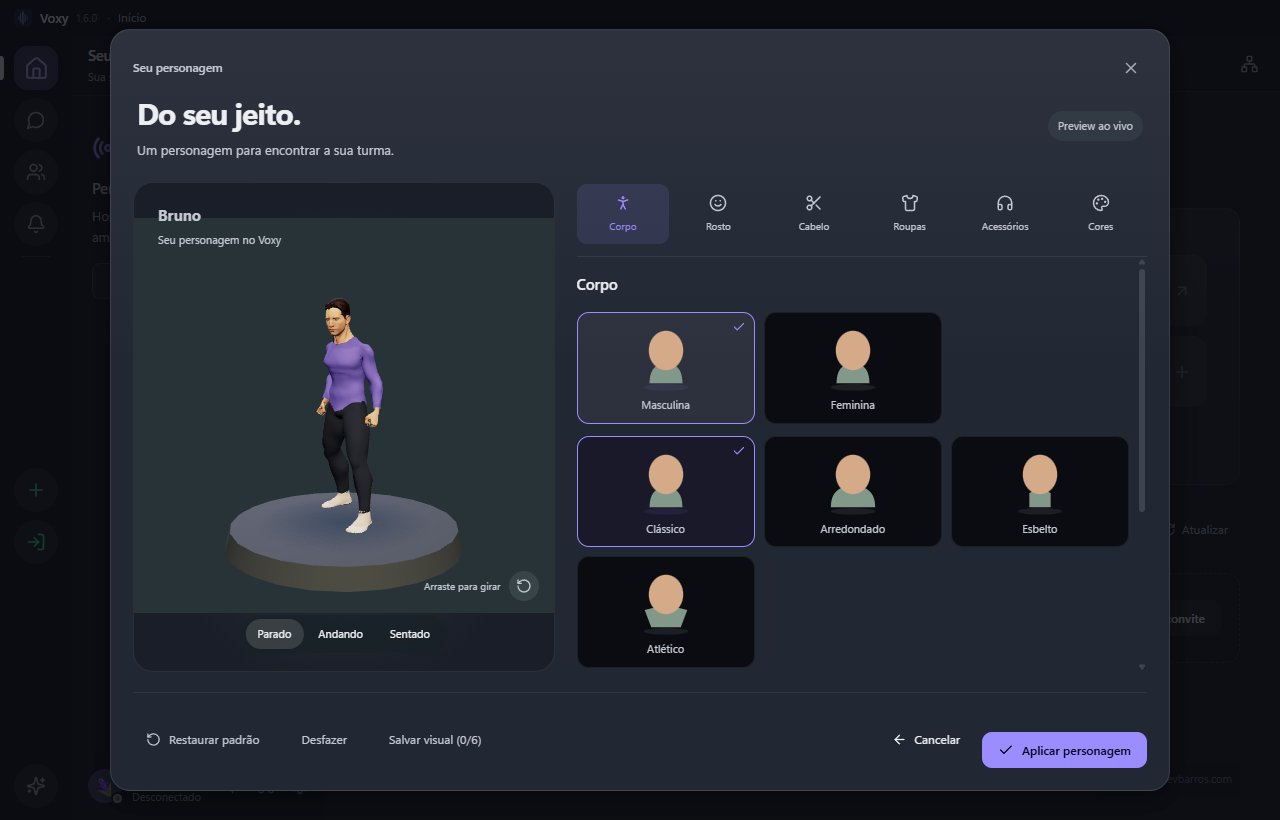 Voxy 1.6.0 · Início
Seu
Sua
Seu personagem
Do seu jeito.
Um personagem para encontrar a sua turma.
Preview ao vivo
Bruno
Seu personagem no Voxy
Corpo
Rosto
Cabelo
Roupas
Acessórios
Cores
Corpo
Masculina
Feminina
Clássico
Arredondado
Esbelto
Atlético
Arraste para girar
Parado
Andando
Sentado
Atualizar
Restaurar padrão
Desfazer
Salvar visual (0/6)
Cancelar
Aplicar personagem
Desconectado